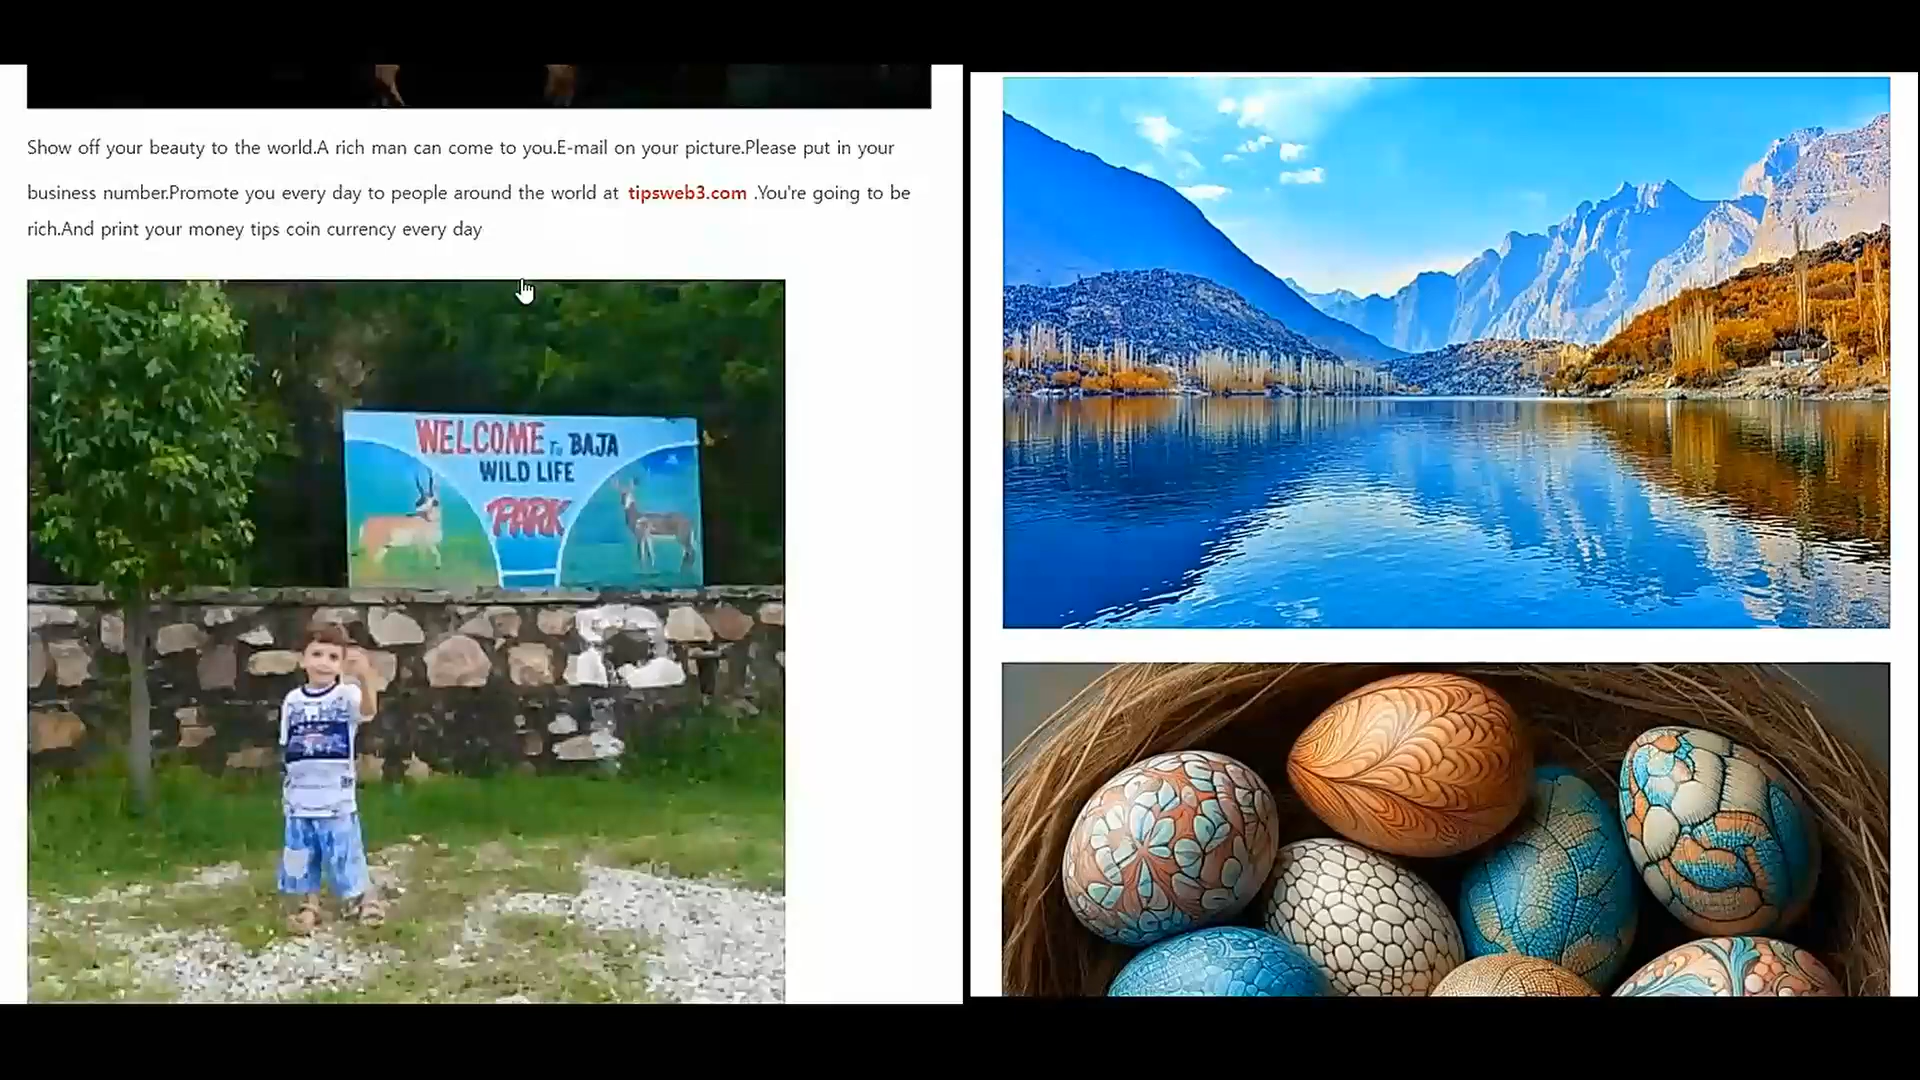 Show off your beauty to the world.A rich man can come to you.E-mail on your picture.Please put in your
business number.Promote you every day to people around the world at tipsweb3.com .You're going to be
rich.And print your money tips coin currency every day
WELCOME To BAJA
WILD LIFE
PARK